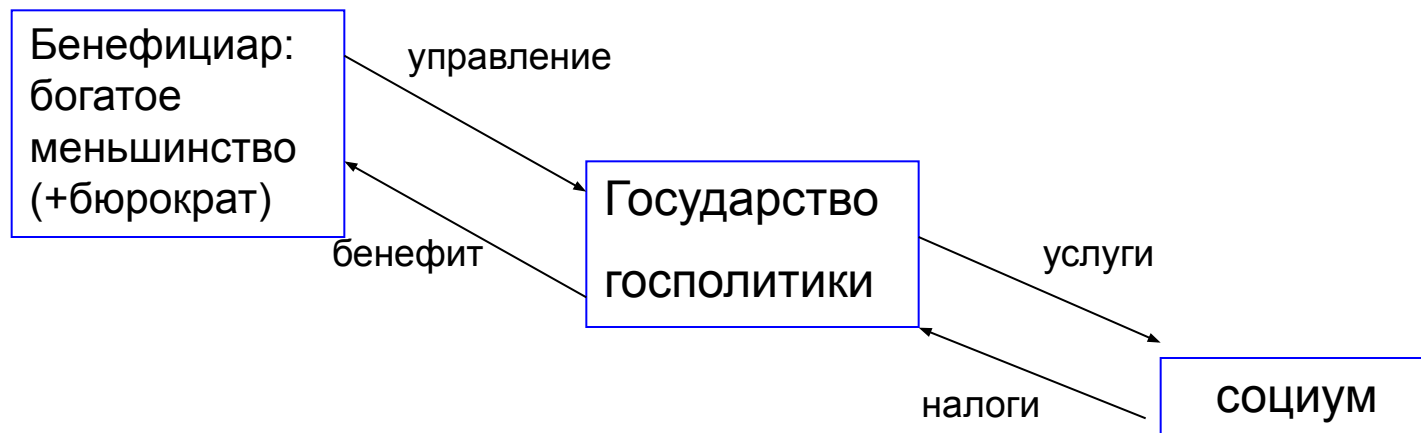 Бенефициар:
богатое
меньшинство
(+бюрократ)
управление
бенефит
Государство
госполитики
услуги
налоги
социум